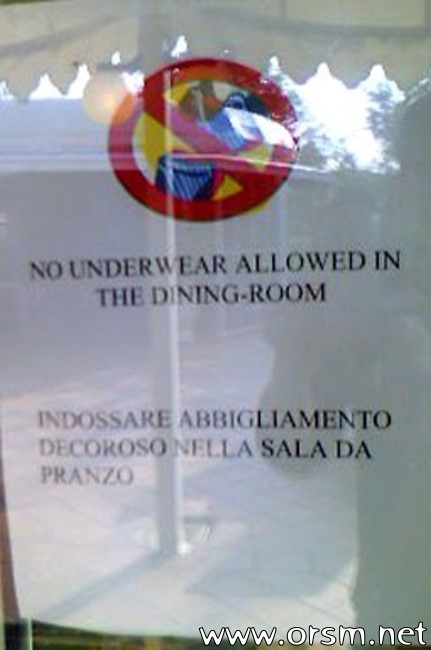 NO UNDERWEAR ALLOWED IN
THE DINING-ROOM
INDOSSARE ABBIGLIAMENTO
DECOROSO NELLA SALA DA
PRANZO
www.orsm.net